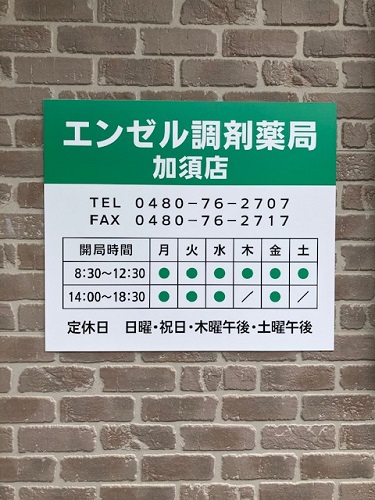 エンゼル調剤薬局
加須店
TEL 0480-76-2707
FAX 0480-76-2717
開局時間 月 火 水 木 金 土
8:30〜12:30 ● ● ● ● ● ●
14:00〜18:30 ● ● ● ／ ● ／
定休日 日曜・祝日・木曜午後・土曜午後